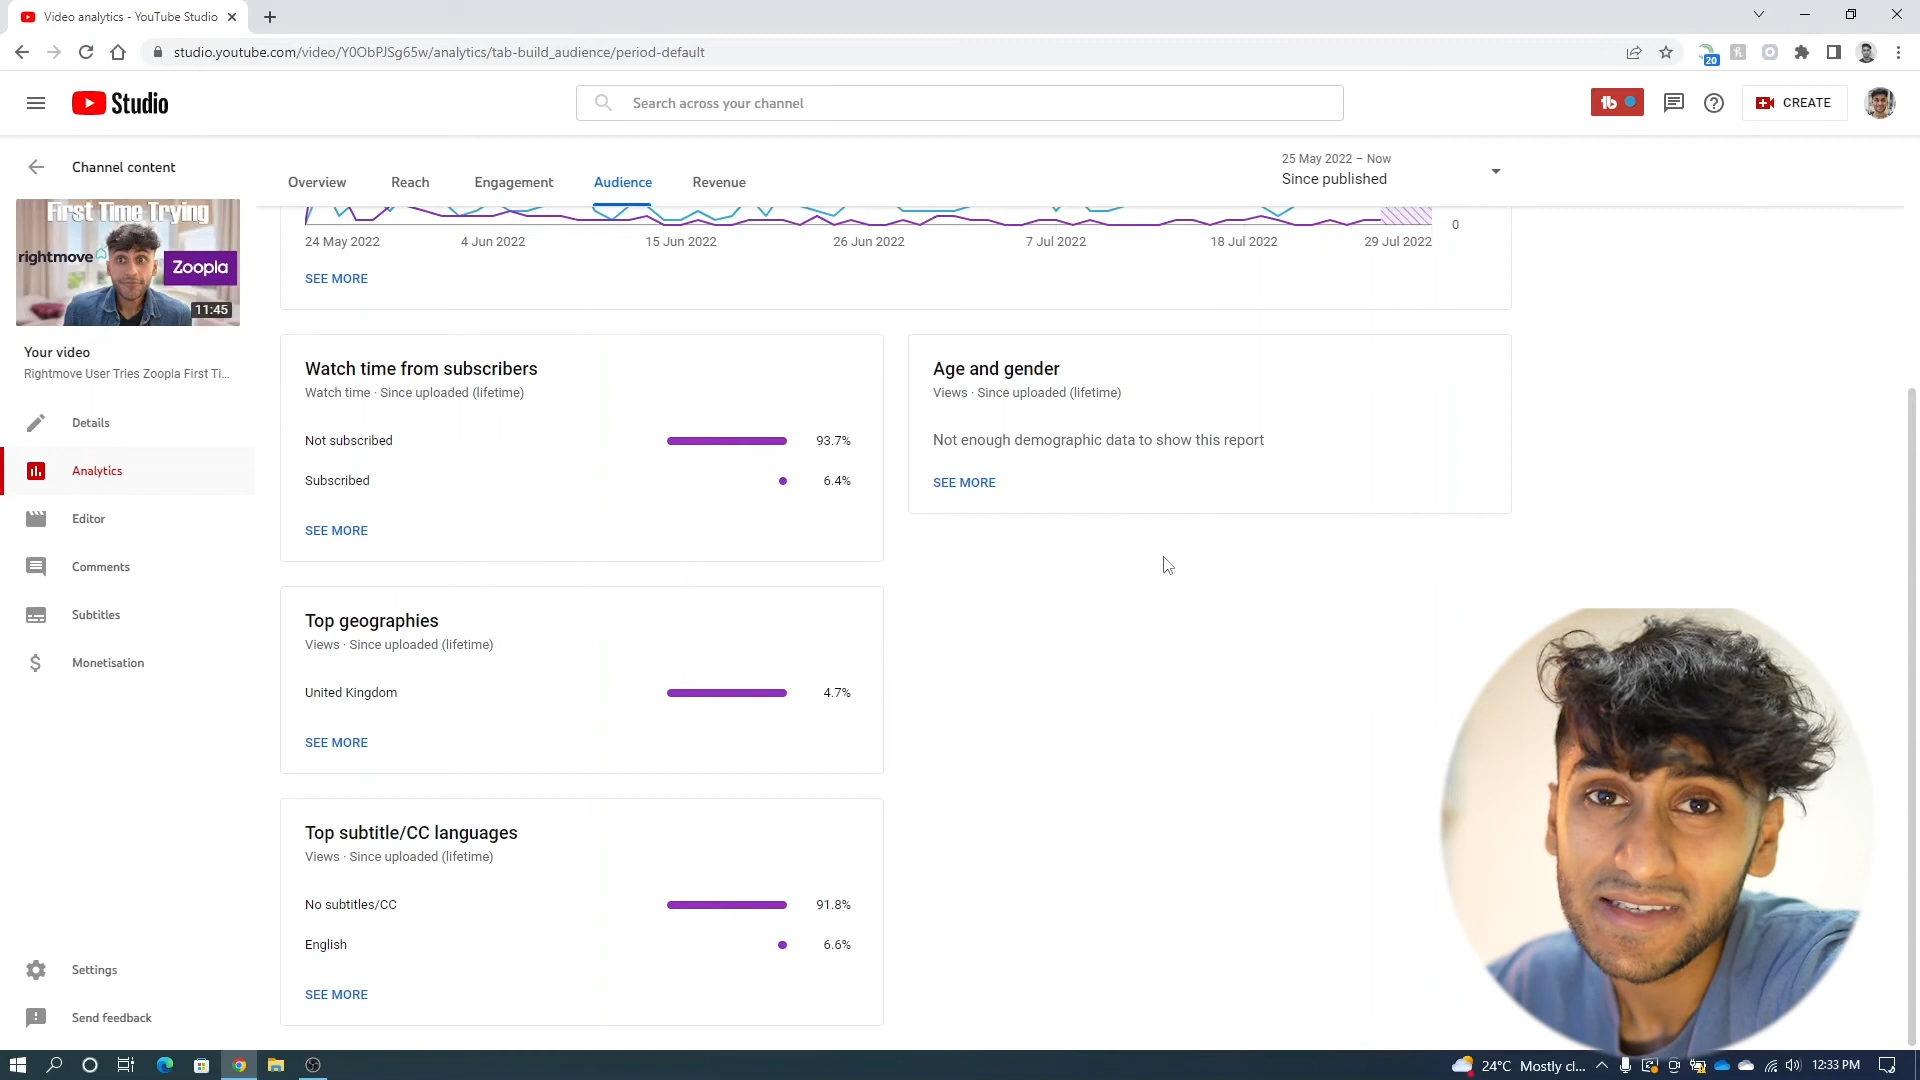 Video analytics - YouTube Studio
studio.youtube.com/video/Y0ObPJSg65w/analytics/tab-build_audience/period-default
20
Studio
Search across your channel
CREATE
Channel content
Overview
Reach
Engagement
Audience
Revenue
25 May 2022 – Now
Since published
First Time Trying
rightmove
Zoopla
11:45
0
24 May 2022
4 Jun 2022
15 Jun 2022
26 Jun 2022
7 Jul 2022
18 Jul 2022
29 Jul 2022
SEE MORE
Your video
Rightmove User Tries Zoopla First Ti...
Details
Analytics
Editor
Comments
Subtitles
Monetisation
Settings
Send feedback
Watch time from subscribers
Watch time · Since uploaded (lifetime)
Not subscribed 93.7%
Subscribed 6.4%
SEE MORE
Age and gender
Views · Since uploaded (lifetime)
Not enough demographic data to show this report
SEE MORE
Top geographies
Views · Since uploaded (lifetime)
United Kingdom 4.7%
SEE MORE
Top subtitle/CC languages
Views · Since uploaded (lifetime)
No subtitles/CC 91.8%
English 6.6%
SEE MORE
24°C Mostly cl...
12:33 PM